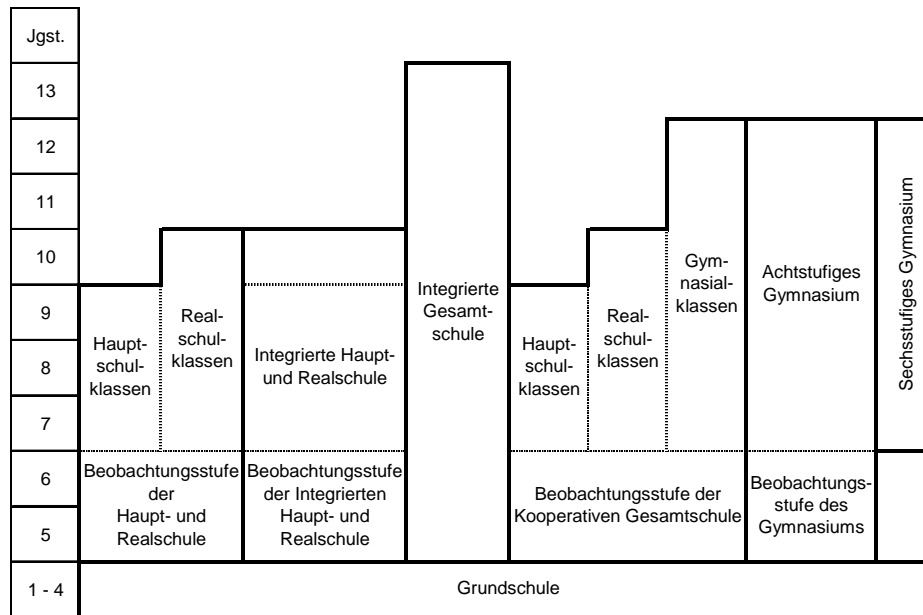 Jgst.
13
12
11
10
9
8
7
6
5
1 - 4
Haupt-
schul-
klassen
Real-
schul-
klassen
Integrierte Haupt-
und Realschule
Integrierte
Gesamt-
schule
Haupt-
schul-
klassen
Real-
schul-
klassen
Gym-
nasial-
klassen
Achtstufiges
Gymnasium
Sechsstufiges Gymnasium
Beobachtungsstufe
der
Haupt- und
Realschule
Beobachtungsstufe
der Integrierten
Haupt- und
Realschule
Beobachtungsstufe der
Kooperativen Gesamtschule
Beobachtungs-
stufe des
Gymnasiums
Grundschule